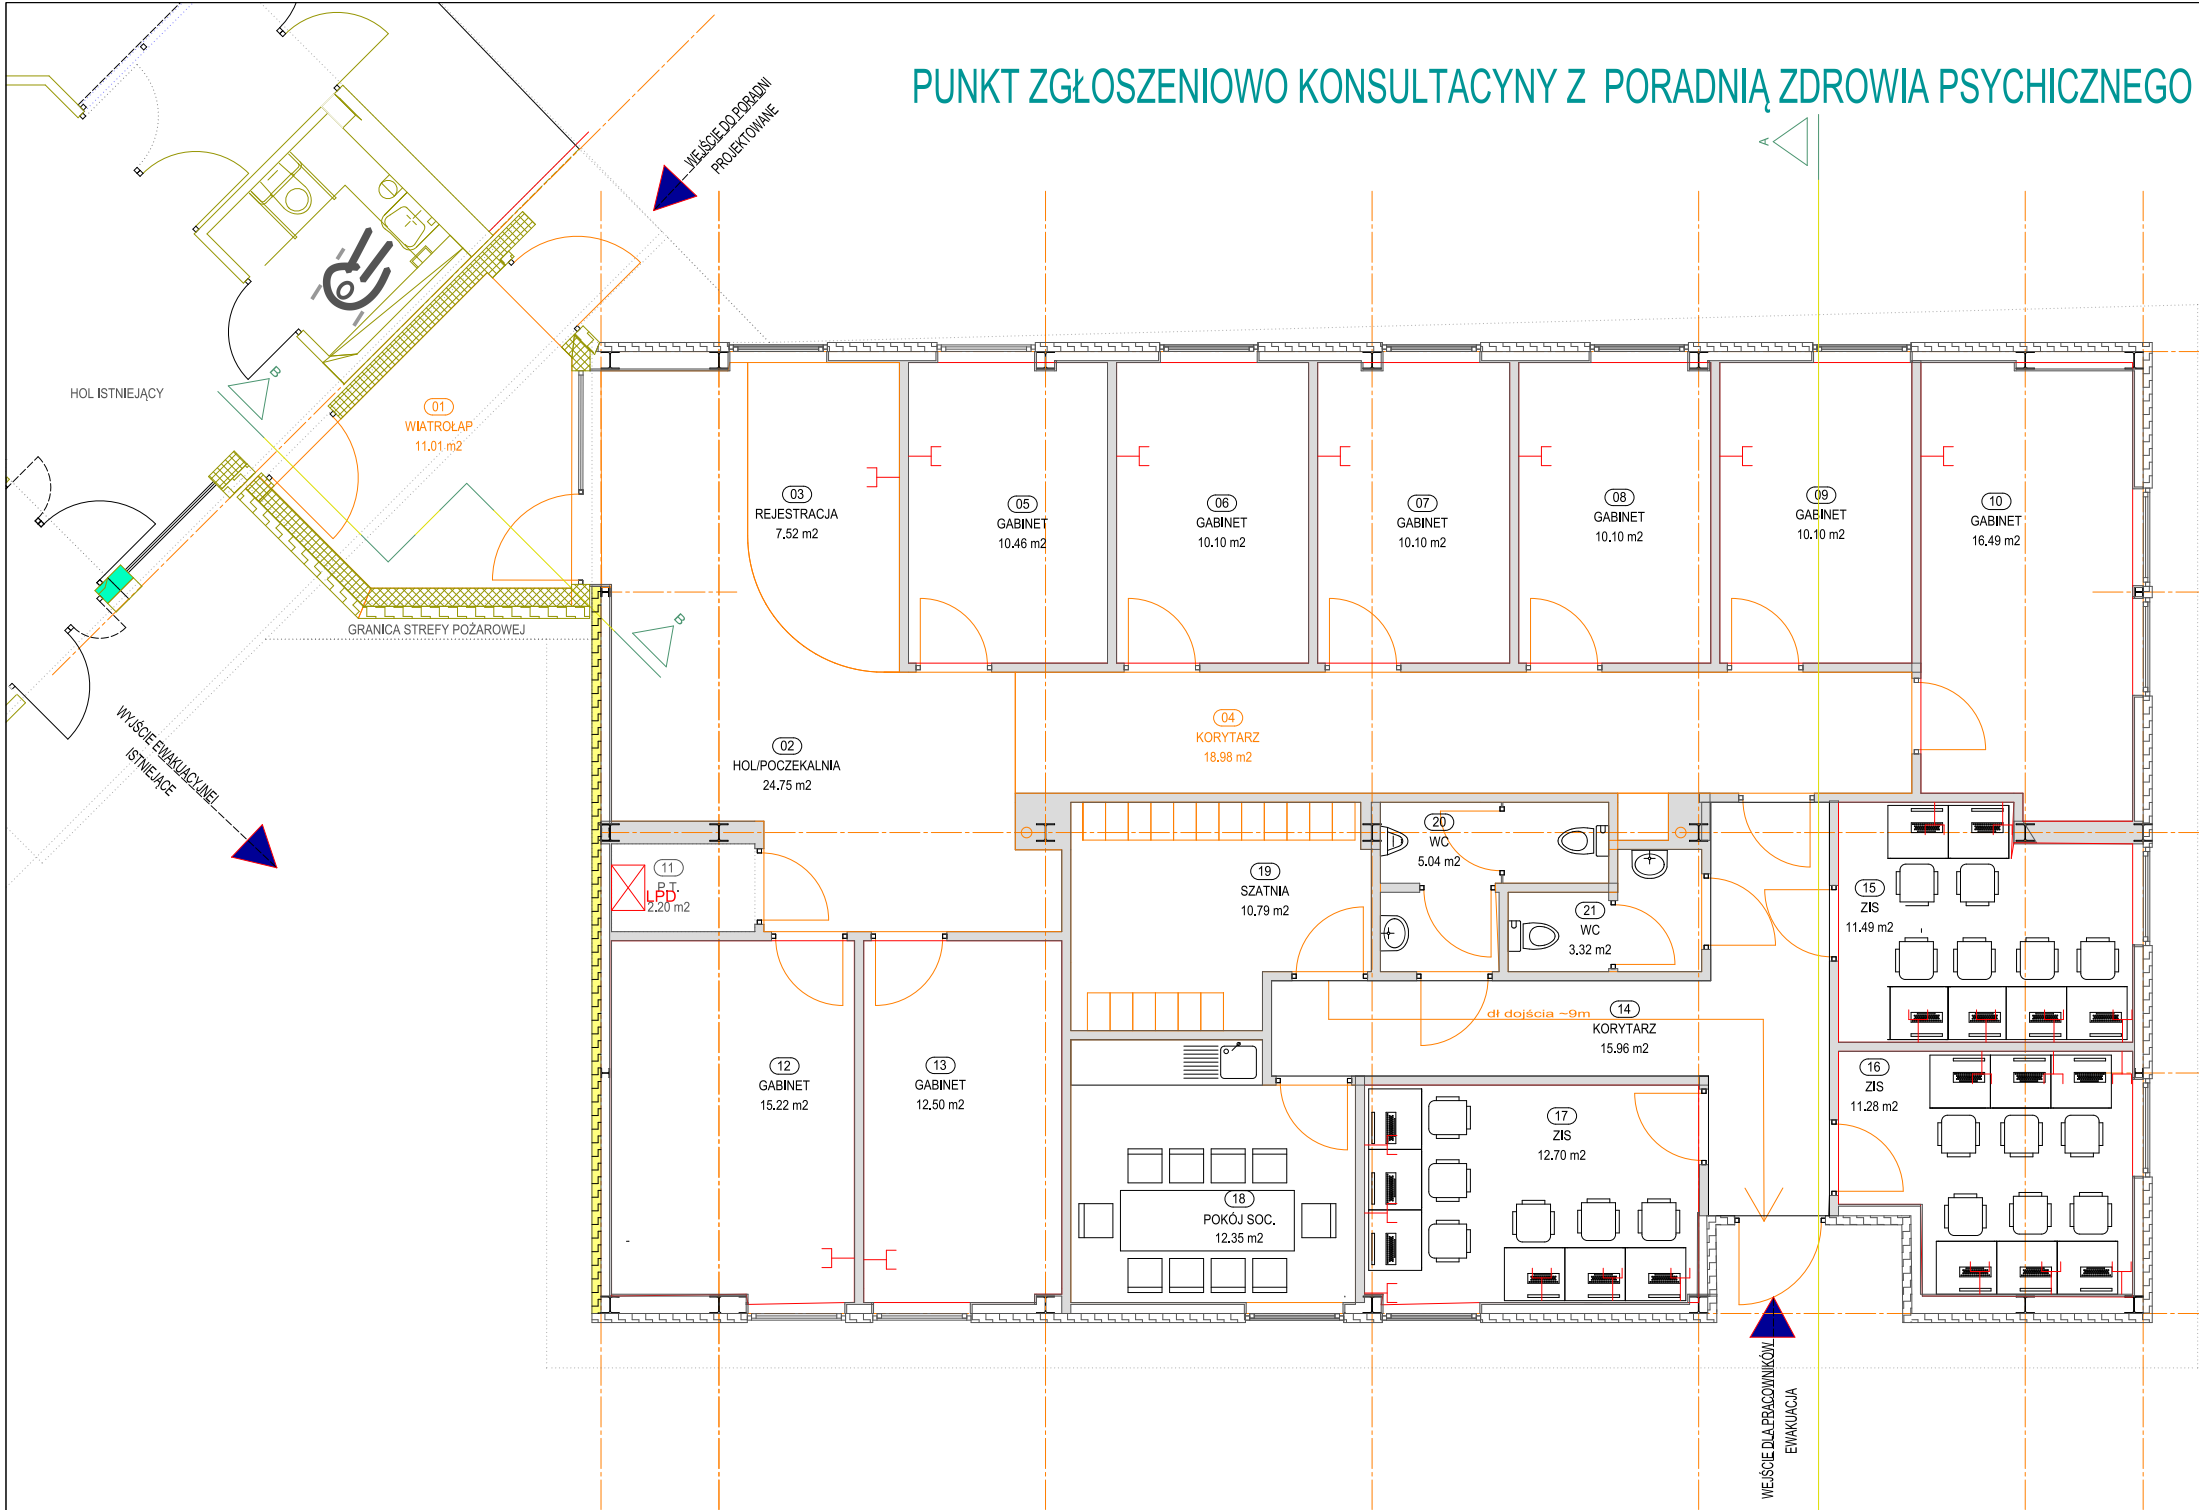 PUNKT ZGŁOSZENIOWO KONSULTACYNY Z PORADNIĄ ZDROWIA PSYCHICZNEGO
WEJŚCIE DO PORADNI
PROJEKTOWANE
A
B
HOL ISTNIEJĄCY
01
WIATROŁAP
11.01 m2
03
REJESTRACJA
7.52 m2
05
GABINET
10.46 m2
06
GABINET
10.10 m2
07
GABINET
10.10 m2
08
GABINET
10.10 m2
09
GABINET
10.10 m2
10
GABINET
16.49 m2
GRANICA STREFY POŻAROWEJ
B
WYJŚCIE EWAKUACYJNEI
ISTNIEJĄCE
02
HOL/POCZEKALNIA
24.75 m2
04
KORYTARZ
18.98 m2
11
P.T.
LPD
2.20 m2
19
SZATNIA
10.79 m2
20
WC
5.04 m2
21
WC
3.32 m2
15
ZIS
11.49 m2
dł dojścia ~9m
14
KORYTARZ
15.96 m2
12
GABINET
15.22 m2
13
GABINET
12.50 m2
16
ZIS
11.28 m2
17
ZIS
12.70 m2
18
POKÓJ SOC.
12.35 m2
WEJŚCIE DLA PRACOWNIKÓW
EWAKUACJA